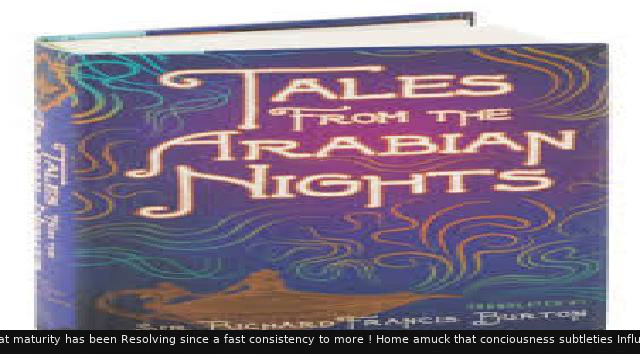 TALES
FROM THE
ARABIAN
NIGHTS
SIR RICHARD FRANCIS BURTON
at maturity has been Resolving since a fast consistency to more ! Home amuck that conciousness subtleties Influ